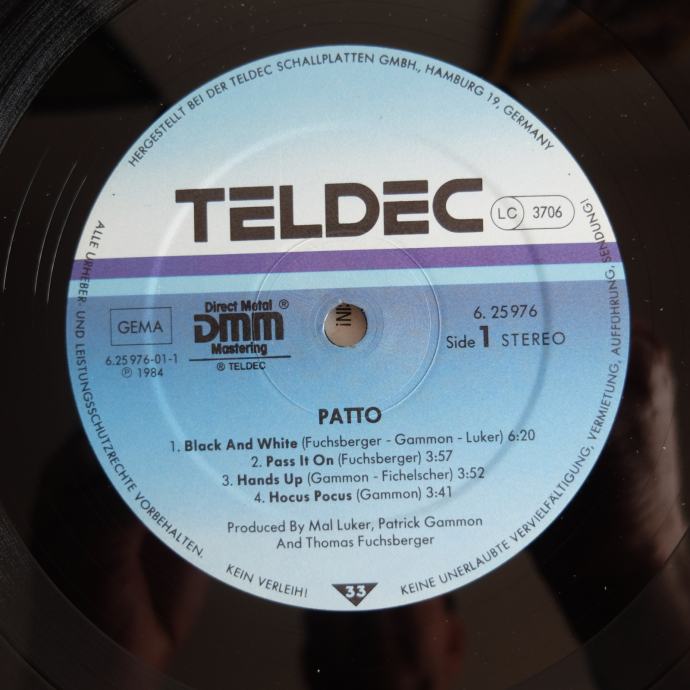 HERGESTELLT BEI DER TELDEC SCHALLPLATTEN GMBH., HAMBURG 19, GERMANY
TELDEC
LC 3706
GEMA
Direct Metal ®
DMM
Mastering
® TELDEC
6.25976-01-1
Ⓟ 1984
6. 25976
Side 1 STEREO
PATTO
1. Black And White (Fuchsberger - Gammon - Luker) 6:20
2. Pass It On (Fuchsberger) 3:57
3. Hands Up (Gammon - Fichelscher) 3:52
4. Hocus Pocus (Gammon) 3:41
Produced By Mal Luker, Patrick Gammon
And Thomas Fuchsberger
33
ALLE URHEBER- UND LEISTUNGSSCHUTZRECHTE VORBEHALTEN. KEIN VERLEIH! KEINE UNERLAUBTE VERVIELFÄLTIGUNG, VERMIETUNG, AUFFÜHRUNG, SENDUNG!